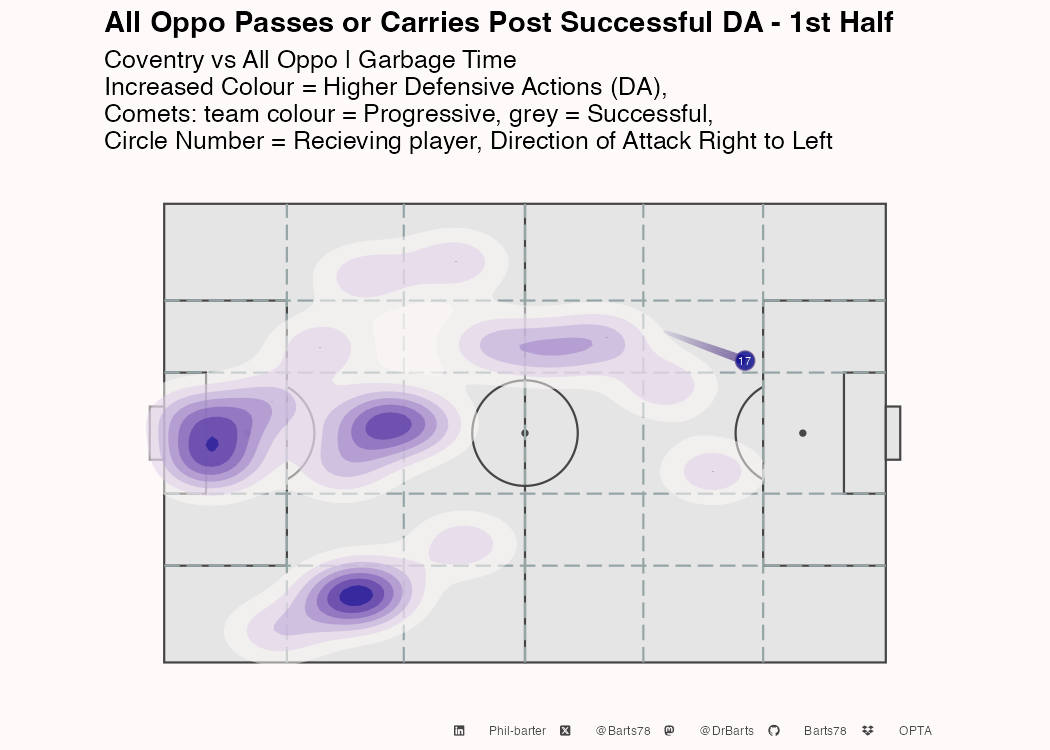 All Oppo Passes or Carries Post Successful DA - 1st Half
Coventry vs All Oppo | Garbage Time
Increased Colour = Higher Defensive Actions (DA),
Comets: team colour = Progressive, grey = Successful,
Circle Number = Recieving player, Direction of Attack Right to Left
17
Phil-barter @Barts78 @DrBarts Barts78 OPTA